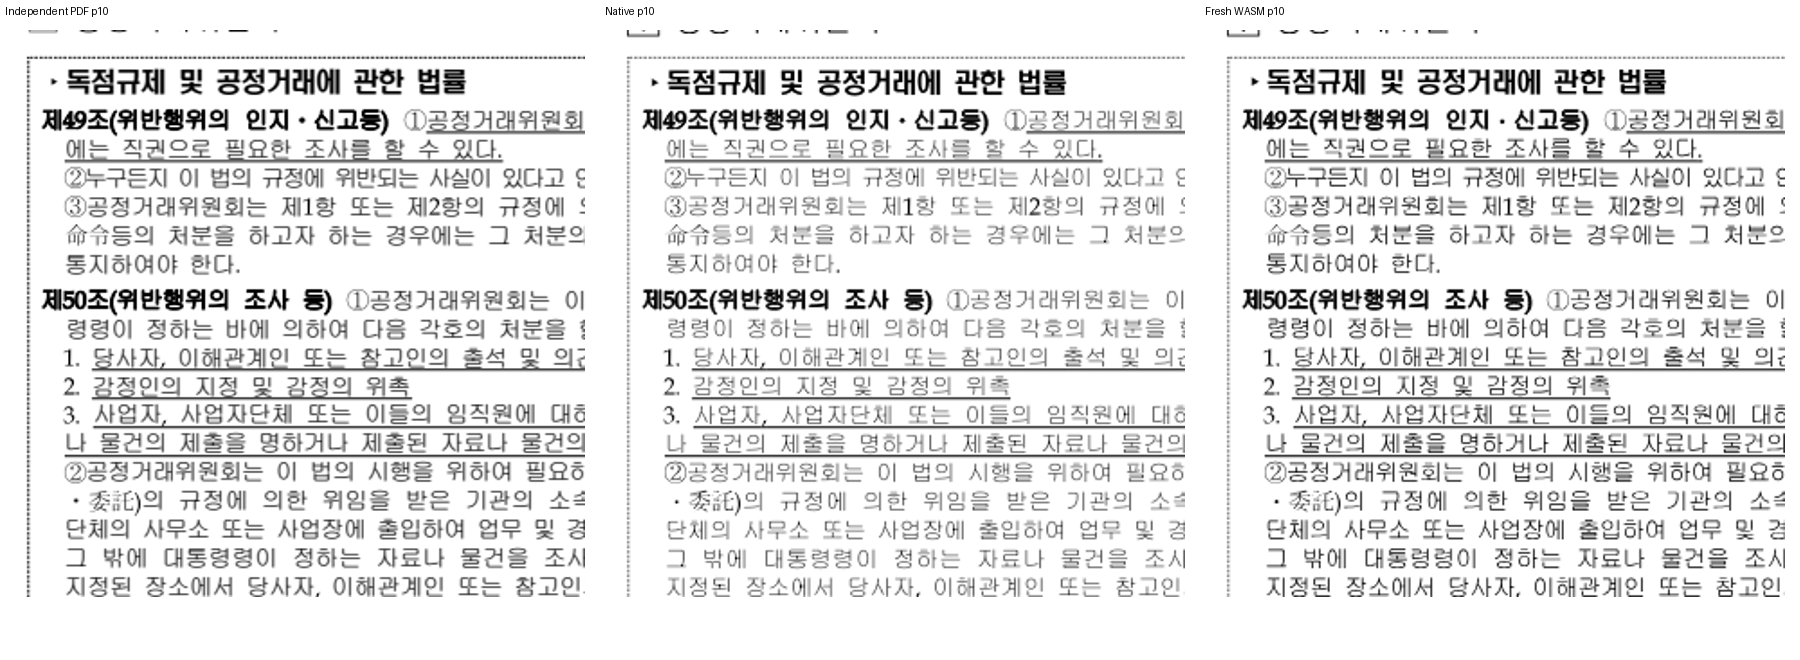 Independent PDF p10
▸독점규제 및 공정거래에 관한 법률
제49조(위반행위의 인지·신고등) ①공정거래위원회
에는 직권으로 필요한 조사를 할 수 있다.
②누구든지 이 법의 규정에 위반되는 사실이 있다고
③공정거래위원회는 제1항 또는 제2항의 규정에
命令등의 처분을 하고자 하는 경우에는 그 처분의
통지하여야 한다.
제50조(위반행위의 조사 등) ①공정거래위원회는 이
령령이 정하는 바에 의하여 다음 각호의 처분을
1. 당사자, 이해관계인 또는 참고인의 출석 및
2. 감정인의 지정 및 감정의 위촉
3. 사업자, 사업자단체 또는 이들의 임직원에
나 물건의 제출을 명하거나 제출된 자료나 물건의
②공정거래위원회는 이 법의 시행을 위하여
·委託)의 규정에 의한 위임을 받은 기관의
단체의 사무소 또는 사업장에 출입하여 업무 및
그 밖에 대통령령이 정하는 자료나 물건을 조사
지정된 장소에서 당사자, 이해관계인 또는 참고인
Native p10
▸독점규제 및 공정거래에 관한 법률
제49조(위반행위의 인지·신고등) ①공정거래위원회
에는 직권으로 필요한 조사를 할 수 있다.
②누구든지 이 법의 규정에 위반되는 사실이 있다고
③공정거래위원회는 제1항 또는 제2항의 규정에
命令등의 처분을 하고자 하는 경우에는 그 처분의
통지하여야 한다.
제50조(위반행위의 조사 등) ①공정거래위원회는 이
령령이 정하는 바에 의하여 다음 각호의 처분을
1. 당사자, 이해관계인 또는 참고인의 출석 및
2. 감정인의 지정 및 감정의 위촉
3. 사업자, 사업자단체 또는 이들의 임직원에
나 물건의 제출을 명하거나 제출된 자료나 물건의
②공정거래위원회는 이 법의 시행을 위하여
·委託)의 규정에 의한 위임을 받은 기관의
단체의 사무소 또는 사업장에 출입하여 업무 및
그 밖에 대통령령이 정하는 자료나 물건을 조사
지정된 장소에서 당사자, 이해관계인 또는 참고인
Fresh WASM p10
▸독점규제 및 공정거래에 관한 법률
제49조(위반행위의 인지·신고등) ①공정거래위원회
에는 직권으로 필요한 조사를 할 수 있다.
②누구든지 이 법의 규정에 위반되는 사실이 있다고
③공정거래위원회는 제1항 또는 제2항의 규정에
命令등의 처분을 하고자 하는 경우에는 그 처분의
통지하여야 한다.
제50조(위반행위의 조사 등) ①공정거래위원회는 이
령령이 정하는 바에 의하여 다음 각호의 처분을
1. 당사자, 이해관계인 또는 참고인의 출석 및
2. 감정인의 지정 및 감정의 위촉
3. 사업자, 사업자단체 또는 이들의 임직원에
나 물건의 제출을 명하거나 제출된 자료나 물건의
②공정거래위원회는 이 법의 시행을 위하여
·委託)의 규정에 의한 위임을 받은 기관의
단체의 사무소 또는 사업장에 출입하여 업무 및
그 밖에 대통령령이 정하는 자료나 물건을 조사
지정된 장소에서 당사자, 이해관계인 또는 참고인